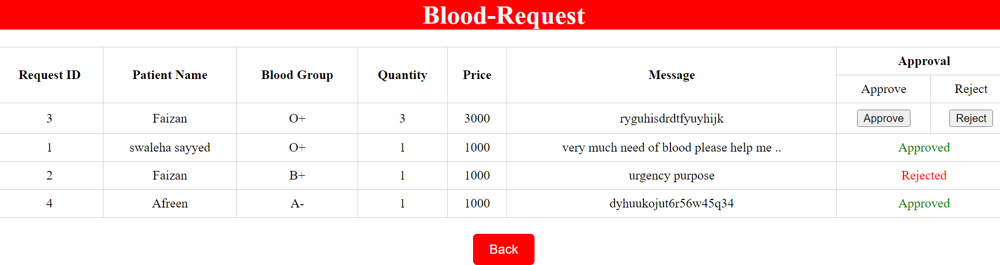 Blood-Request
Request ID Patient Name Blood Group Quantity Price Message Approval
Approve Reject
3 Faizan O+ 3 3000 ryguhisdrdtfyuyhijk Approve Reject
1 swaleha sayyed O+ 1 1000 very much need of blood please help me .. Approved
2 Faizan B+ 1 1000 urgency purpose Rejected
4 Afreen A- 1 1000 dyhuukojut6r56w45q34 Approved
Back